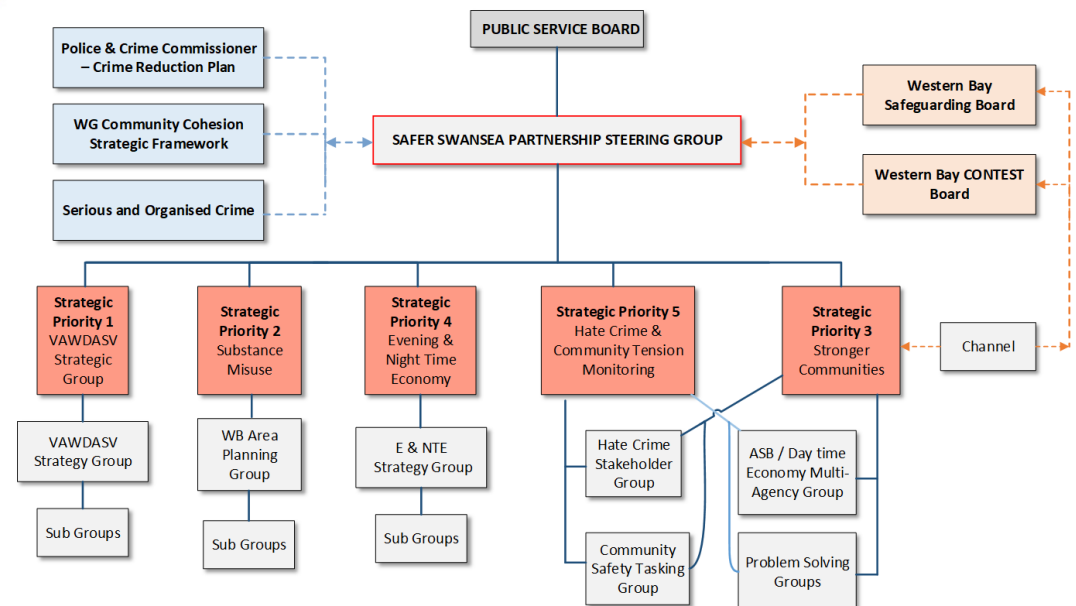 PUBLIC SERVICE BOARD
Police & Crime Commissioner
– Crime Reduction Plan
WG Community Cohesion
Strategic Framework
Serious and Organised Crime
SAFER SWANSEA PARTNERSHIP STEERING GROUP
Western Bay
Safeguarding Board
Western Bay CONTEST
Board
Strategic
Priority 1
VAWDASV
Strategic
Group
Strategic
Priority 2
Substance
Misuse
Strategic
Priority 4
Evening &
Night Time
Economy
Strategic Priority 5
Hate Crime &
Community Tension
Monitoring
Strategic
Priority 3
Stronger
Communities
Channel
VAWDASV
Strategy Group
WB Area
Planning
Group
E & NTE
Strategy Group
Hate Crime
Stakeholder
Group
ASB / Day time
Economy Multi-
Agency Group
Sub Groups
Sub Groups
Sub Groups
Community
Safety Tasking
Group
Problem Solving
Groups